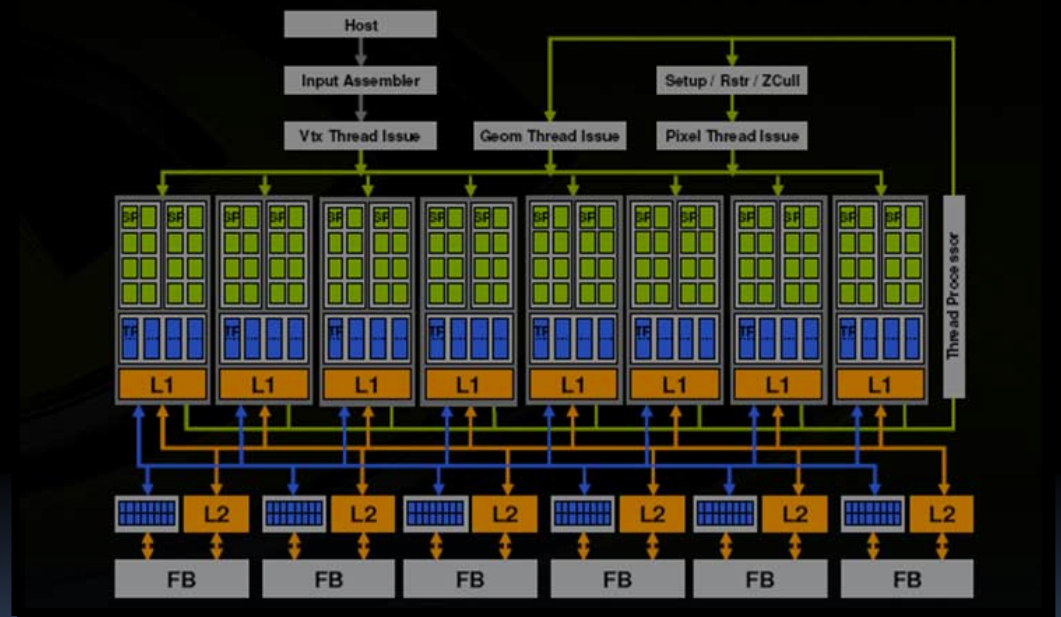 Host
Input Assembler
Setup / Rstr / ZCull
Vtx Thread Issue
Geom Thread Issue
Pixel Thread Issue
SP SP SP SP SP SP SP SP SP SP SP SP SP SP SP SP
Thread Processor
TF TF TF TF TF TF TF TF
L1 L1 L1 L1 L1 L1 L1 L1
L2 L2 L2 L2 L2 L2
FB FB FB FB FB FB